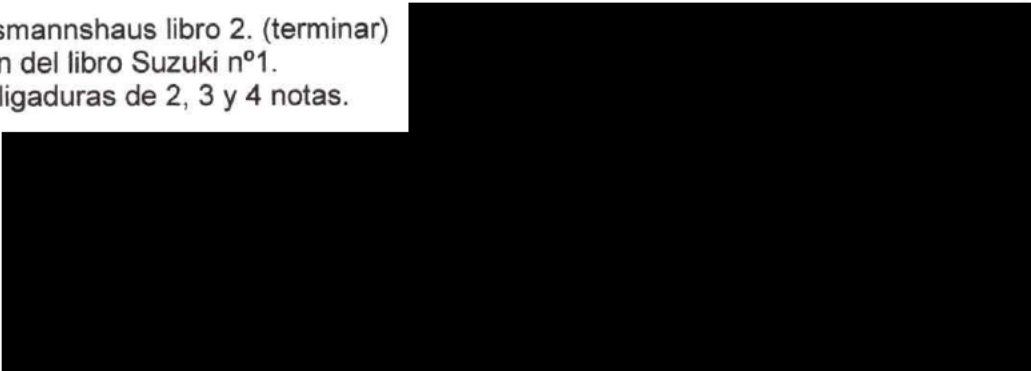 smannshaus libro 2. (terminar)
n del libro Suzuki nº1.
ligaduras de 2, 3 y 4 notas.